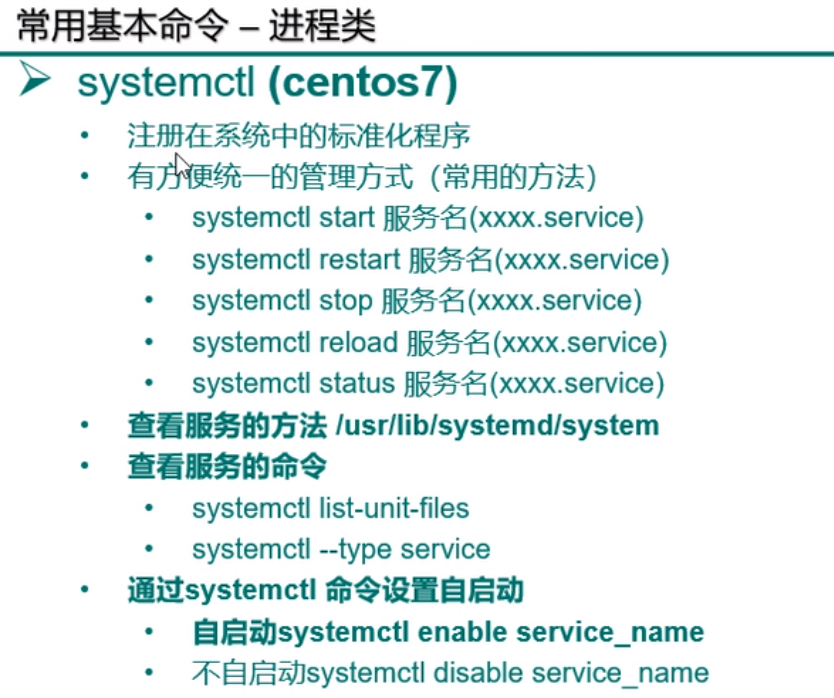 常用基本命令 – 进程类
systemctl (centos7)
注册在系统中的标准化程序
有方便统一的管理方式（常用的方法）
systemctl start 服务名(xxxx.service)
systemctl restart 服务名(xxxx.service)
systemctl stop 服务名(xxxx.service)
systemctl reload 服务名(xxxx.service)
systemctl status 服务名(xxxx.service)
查看服务的方法 /usr/lib/systemd/system
查看服务的命令
systemctl list-unit-files
systemctl --type service
通过systemctl 命令设置自启动
自启动systemctl enable service_name
不自启动systemctl disable service_name